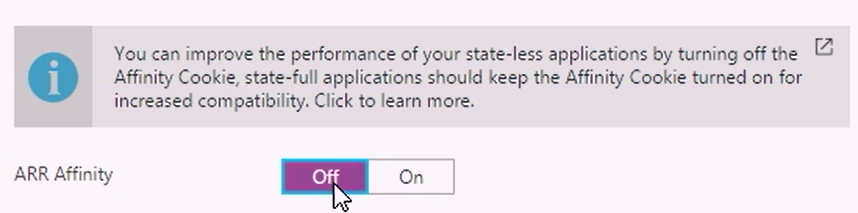 You can improve the performance of your state-less applications by turning off the
Affinity Cookie, state-full applications should keep the Affinity Cookie turned on for
increased compatibility. Click to learn more.
ARR Affinity
Off On